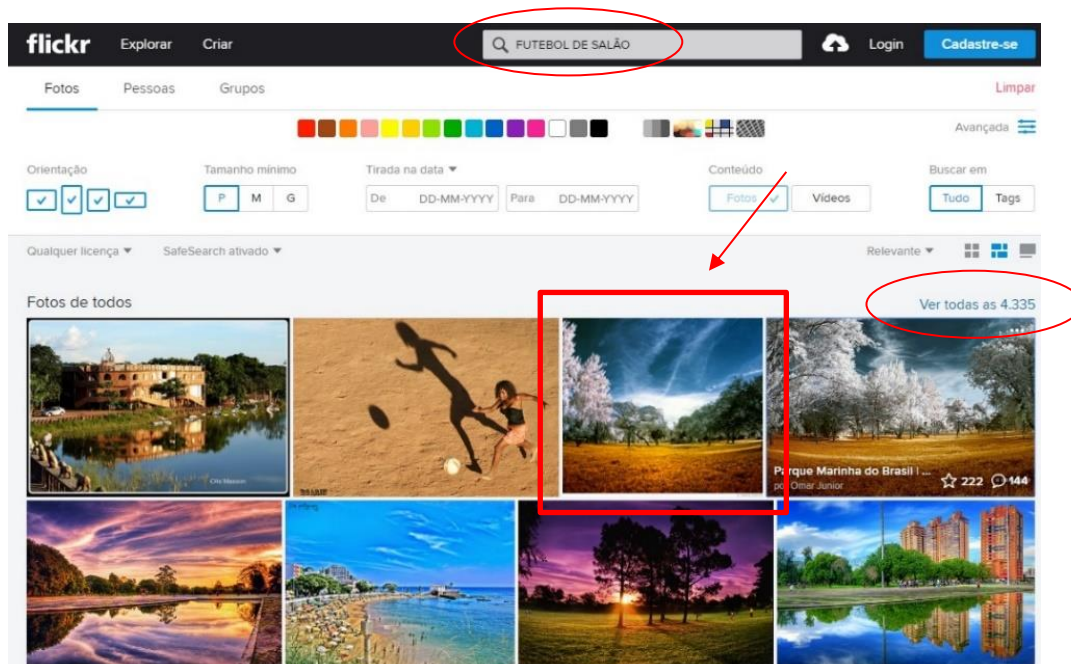 flickr Explorar Criar FUTEBOL DE SALÃO Login Cadastre-se
Fotos Pessoas Grupos Limpar
Avançada
Orientação Tamanho mínimo Tirada na data Conteúdo Buscar em
P M G De DD-MM-YYYY Para DD-MM-YYYY Fotos Vídeos Tudo Tags
Qualquer licença SafeSearch ativado Relevante
Fotos de todos Ver todas as 4.335
Parque Marinha do Brasil | ...
por Omar Junior 222 144